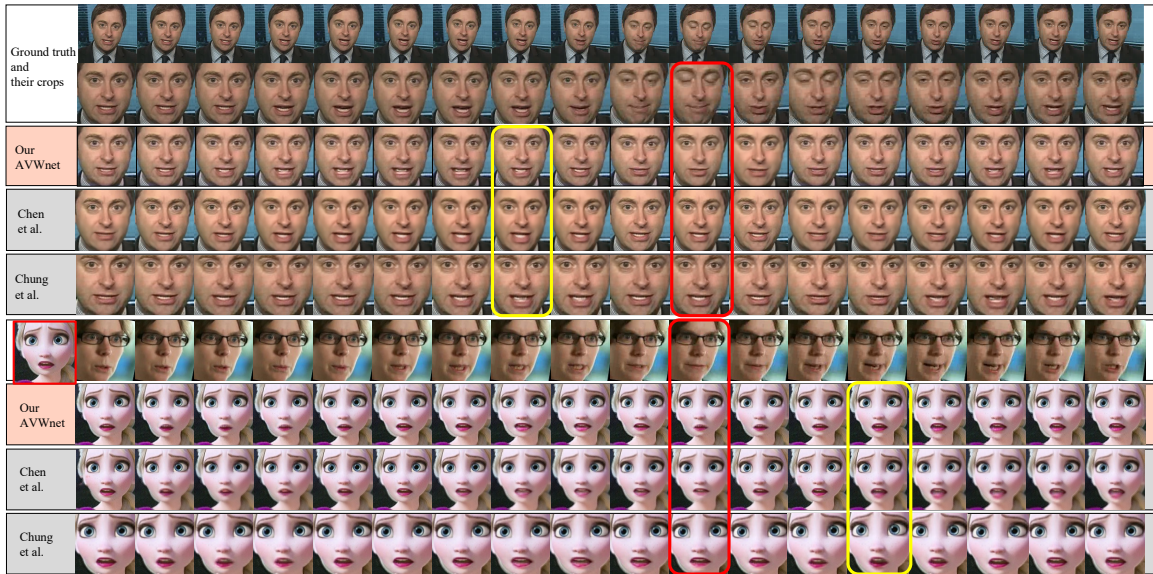 Ground truth
and
their crops
Our
AVWnet
Chen
et al.
Chung
et al.
Our
AVWnet
Chen
et al.
Chung
et al.